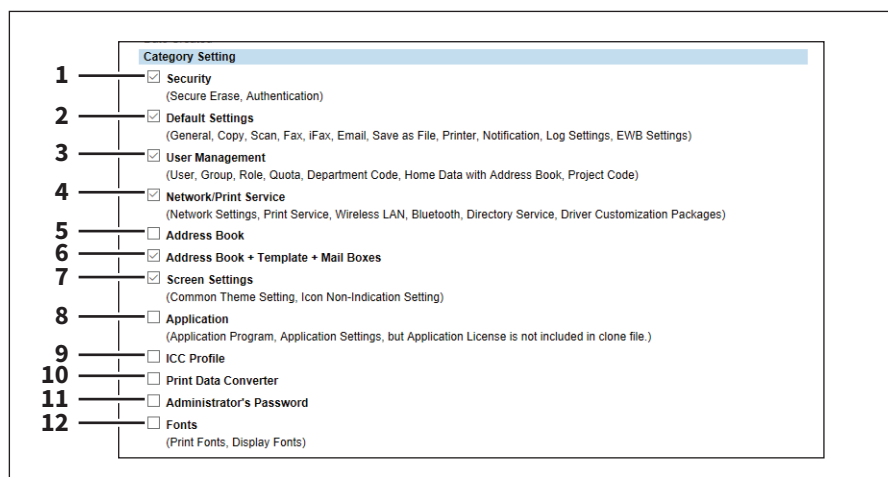 Category Setting
1 Security
(Secure Erase, Authentication)
2 Default Settings
(General, Copy, Scan, Fax, iFax, Email, Save as File, Printer, Notification, Log Settings, EWB Settings)
3 User Management
(User, Group, Role, Quota, Department Code, Home Data with Address Book, Project Code)
4 Network/Print Service
(Network Settings, Print Service, Wireless LAN, Bluetooth, Directory Service, Driver Customization Packages)
5 Address Book
6 Address Book + Template + Mail Boxes
7 Screen Settings
(Common Theme Setting, Icon Non-Indication Setting)
8 Application
(Application Program, Application Settings, but Application License is not included in clone file.)
9 ICC Profile
10 Print Data Converter
11 Administrator's Password
12 Fonts
(Print Fonts, Display Fonts)